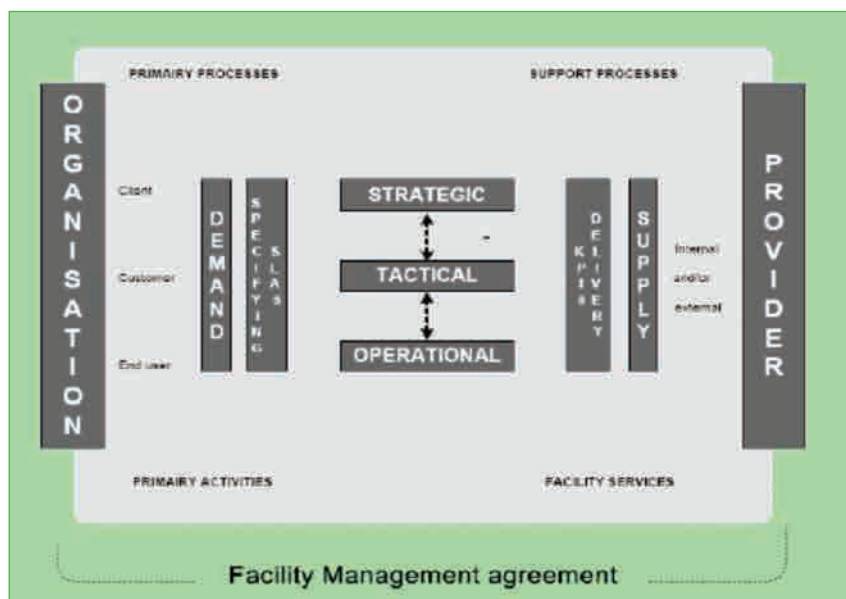 PRIMAIRY PROCESSES
SUPPORT PROCESSES
ORGANISATION
Client
Customer
End user
DEMAND
SPECIFYING
SLAS
STRATEGIC
TACTICAL
OPERATIONAL
DELIVERY
KPIS
SUPPLY
Internal
and/or
external
PROVIDER
PRIMAIRY ACTIVITIES
FACILITY SERVICES
Facility Management agreement